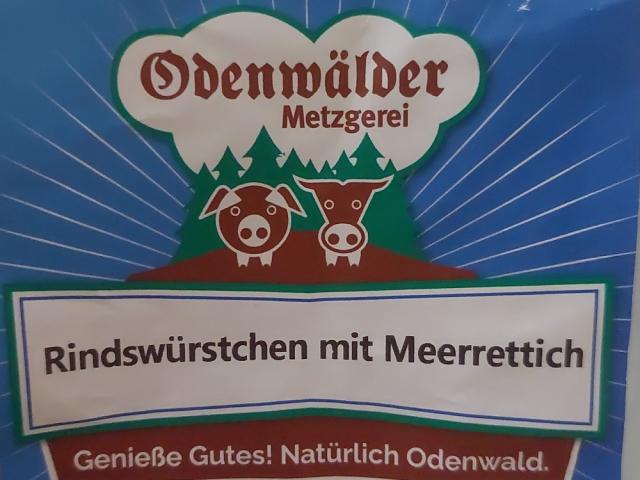 Odenwälder
Metzgerei
Rindswürstchen mit Meerrettich
Genieße Gutes! Natürlich Odenwald.